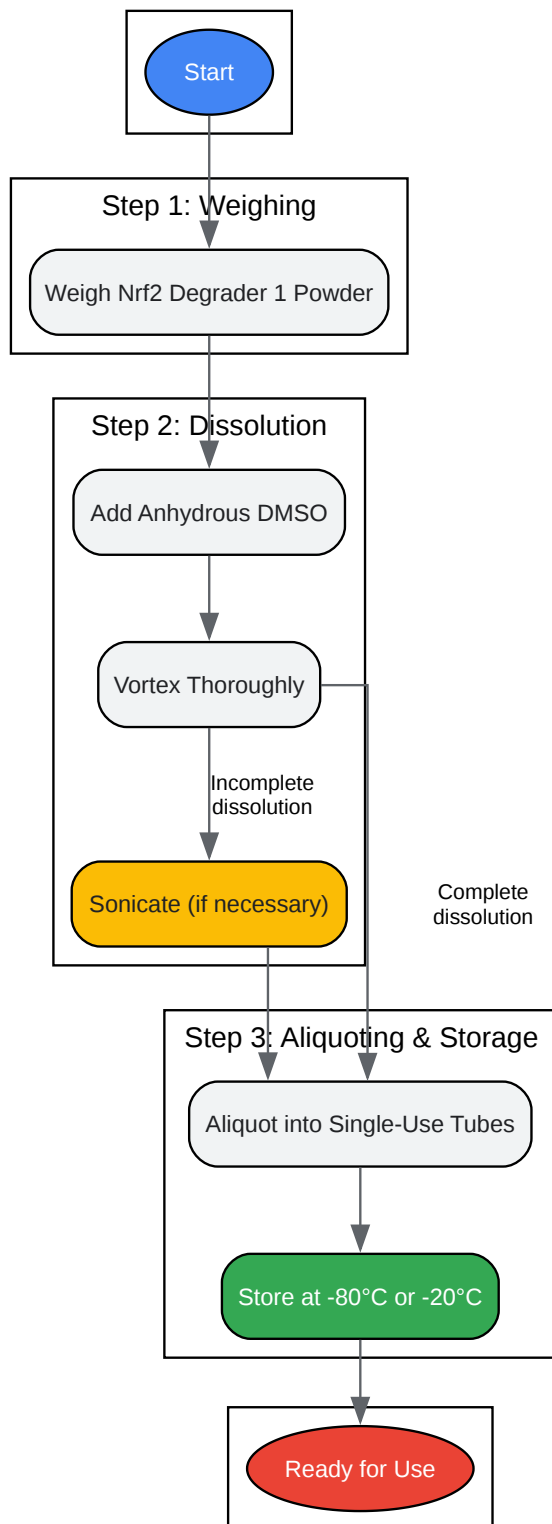 Start
Step 1: Weighing
Weigh Nrf2 Degrader 1 Powder
Step 2: Dissolution
Add Anhydrous DMSO
Vortex Thoroughly
Incomplete
dissolution
Sonicate (if necessary)
Complete
dissolution
Step 3: Aliquoting & Storage
Aliquot into Single-Use Tubes
Store at -80°C or -20°C
Ready for Use